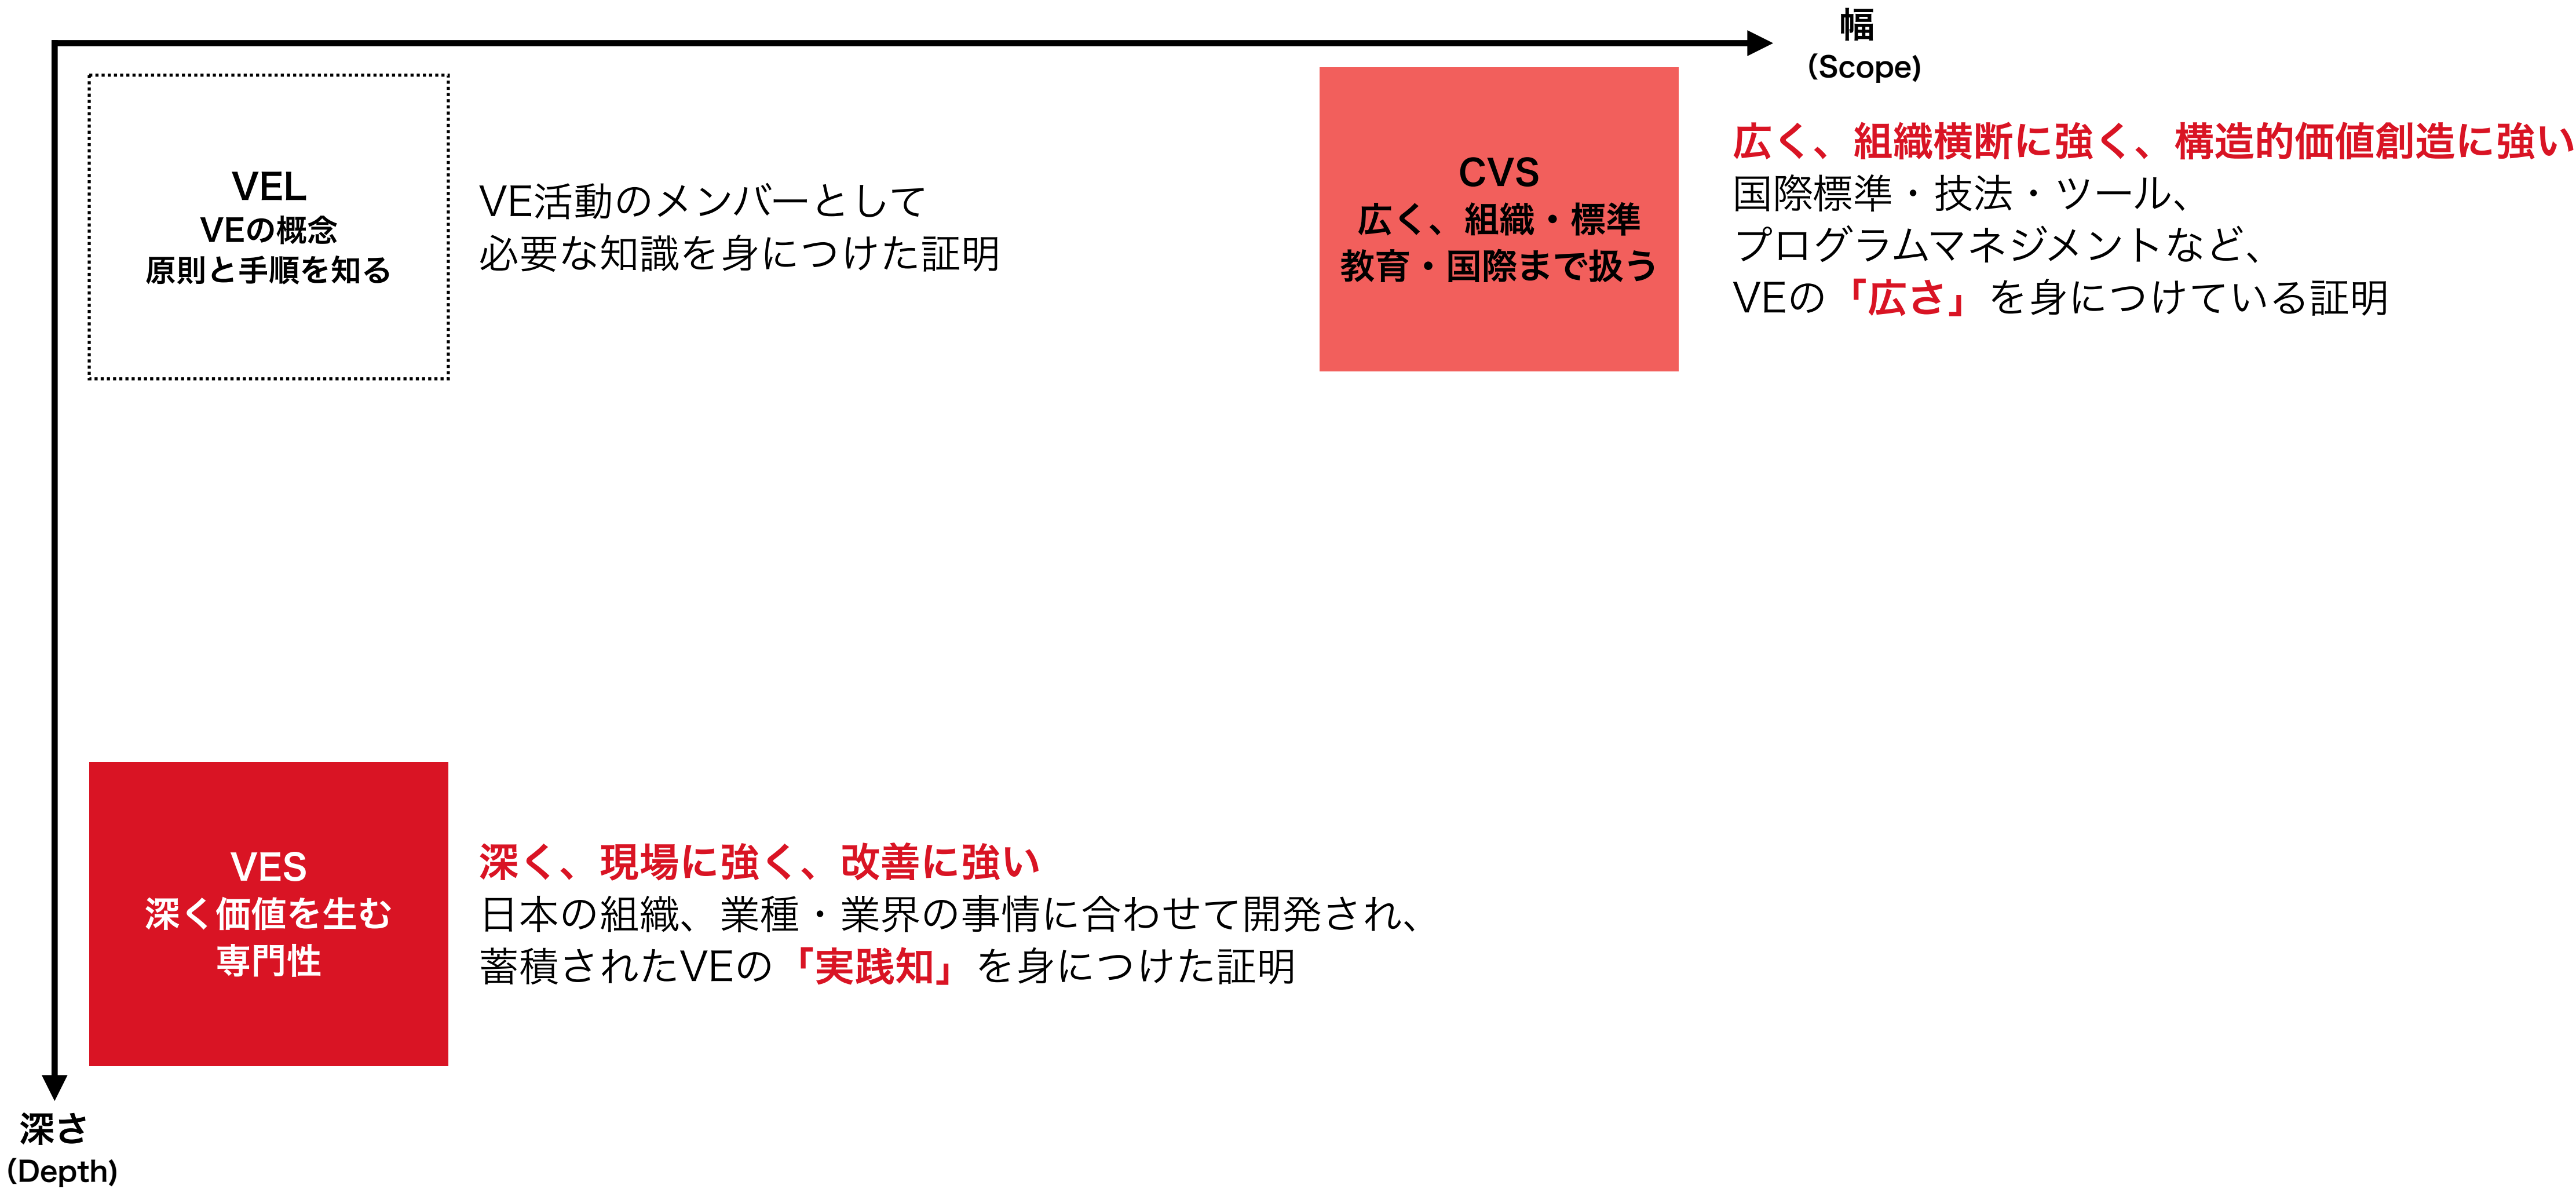 幅
（Scope）
VEL
VEの概念
原則と手順を知る
VE活動のメンバーとして
必要な知識を身につけた証明
CVS
広く、組織・標準
教育・国際まで扱う
広く、組織横断に強く、構造的価値創造に強い
国際標準・技法・ツール、
プログラムマネジメントなど、
VEの「広さ」を身につけている証明
VES
深く価値を生む
専門性
深く、現場に強く、改善に強い
日本の組織、業種・業界の事情に合わせて開発され、
蓄積されたVEの「実践知」を身につけた証明
深さ
（Depth）